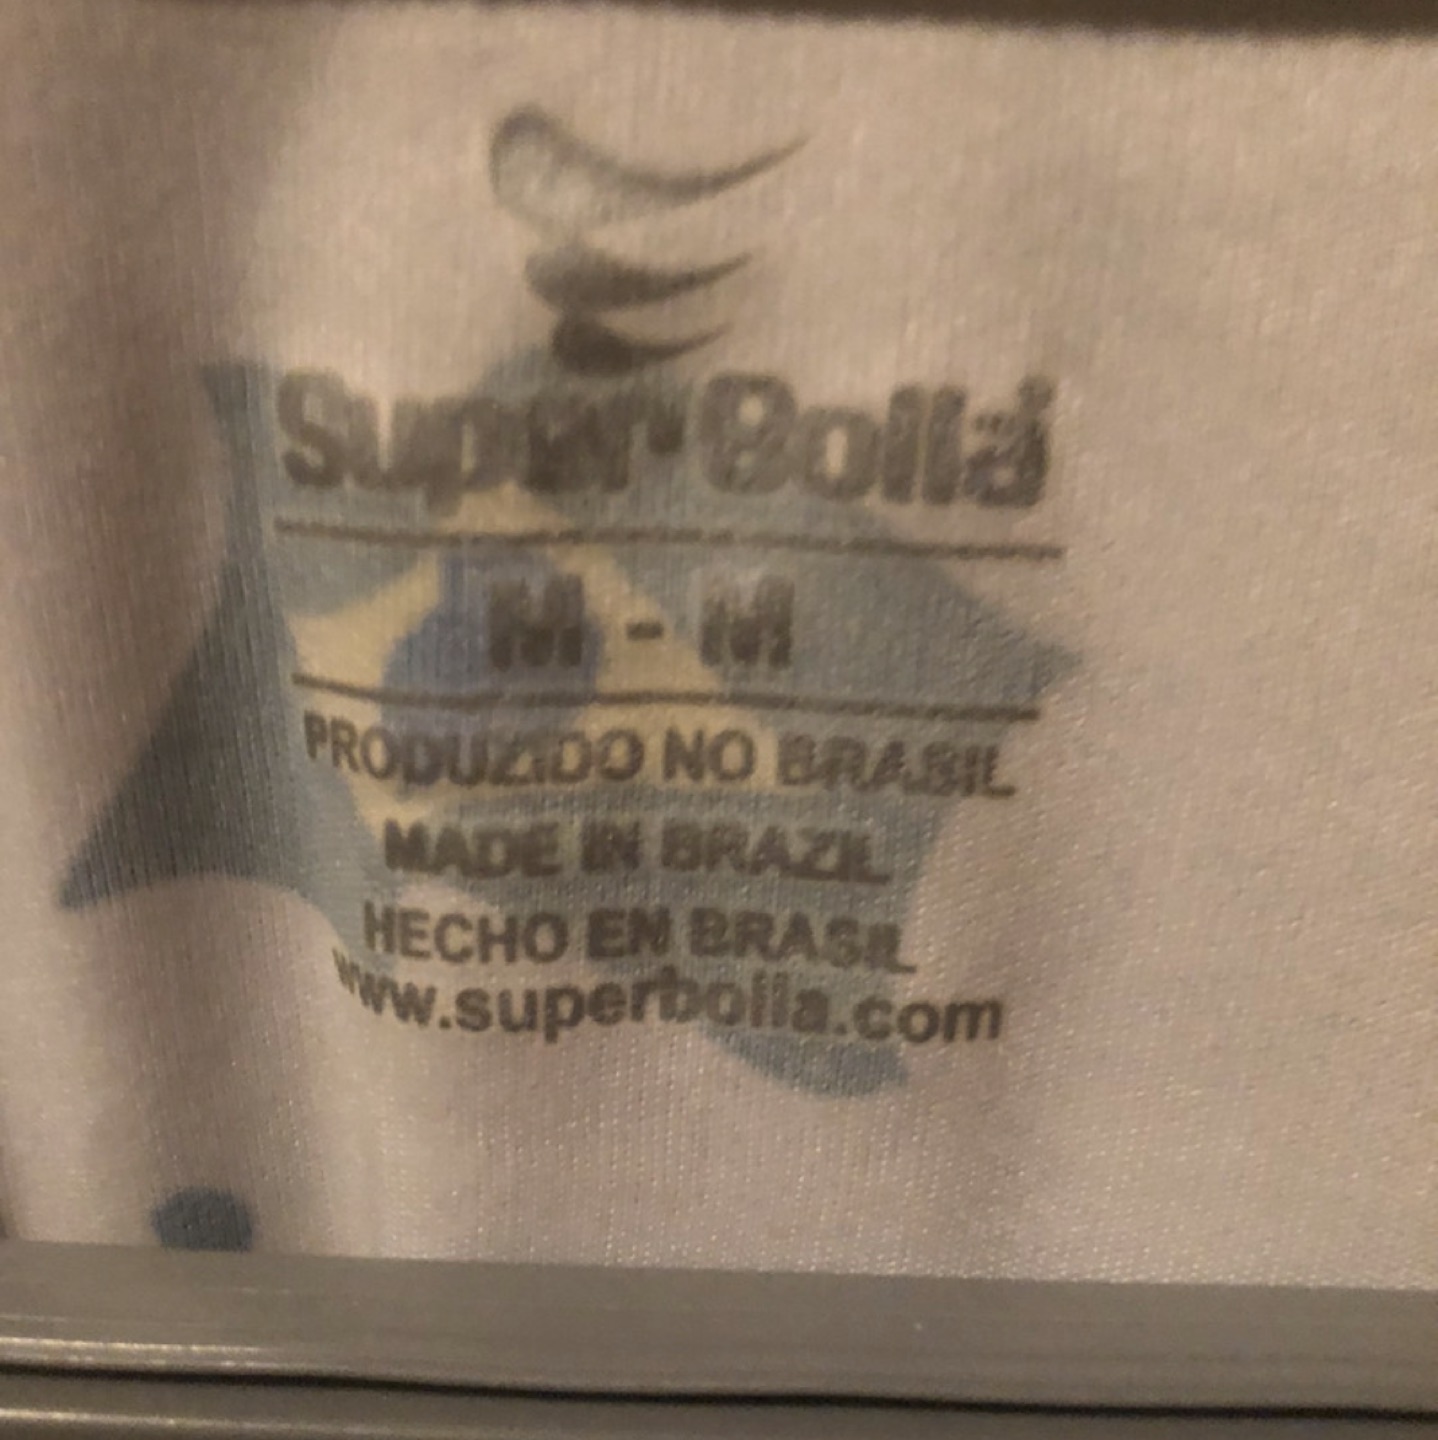 Super Bolla
M - M
PRODUZIDO NO BRASIL
MADE IN BRAZIL
HECHO EN BRASIL
www.superbolla.com